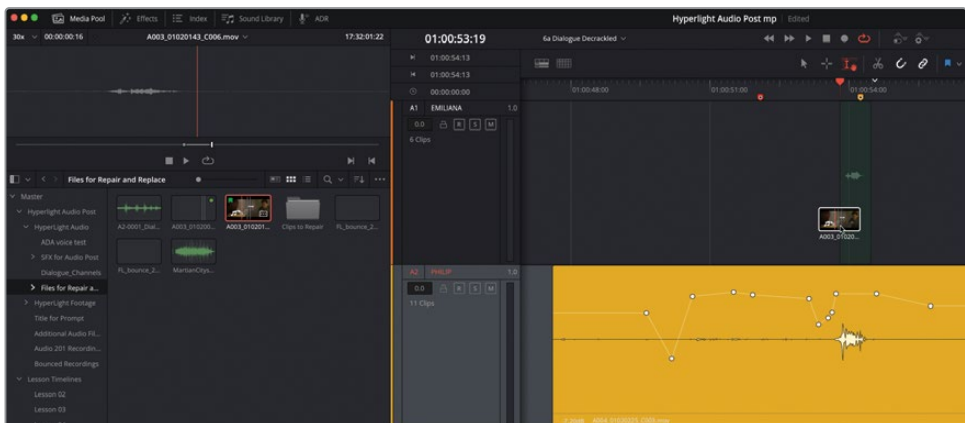 Media Pool Effects Index Sound Library ADR Hyperlight Audio Post mp Edited
30x 00:00:00:16 A003_01020143_C006.mov 17:32:01:22
01:00:53:19 6a Dialogue Decrackled
01:00:54:13
01:00:54:13
00:00:00:00
01:00:48:00 01:00:51:00 01:00:54:00
A1 EMILIANA 1.0
0.0 R S M
6 Clips
Files for Repair and Replace
Master
Hyperlight Audio Post
HyperLight Audio
ADA voice test
SFX for Audio Post
Dialogue_Channels
Files for Repair a...
HyperLight Footage
Title for Prompt
Additional Audio Fil...
Audio 201 Recordin...
Bounced Recordings
Lesson Timelines
Lesson 02
Lesson 03
A2-0001_Dial... A003_010200... A003_010201... Clips to Repair FL_bounce_2...
FL_bounce_2... MartianCitys...
A003_01020...
A2 PHILIP 1.0
0.0 R S M
11 Clips